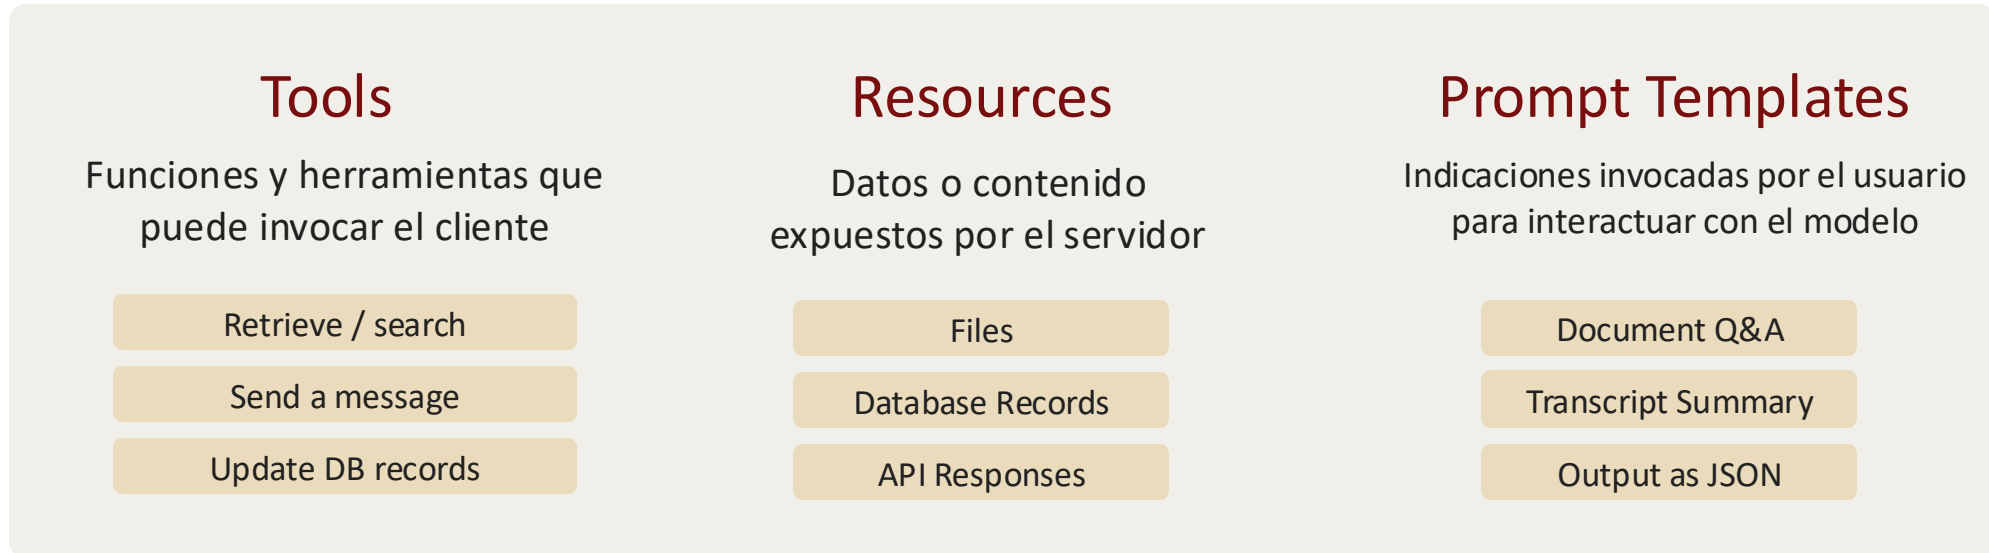 Tools
Funciones y herramientas que
puede invocar el cliente
Retrieve / search
Send a message
Update DB records
Resources
Datos o contenido
expuestos por el servidor
Files
Database Records
API Responses
Prompt Templates
Indicaciones invocadas por el usuario
para interactuar con el modelo
Document Q&A
Transcript Summary
Output as JSON